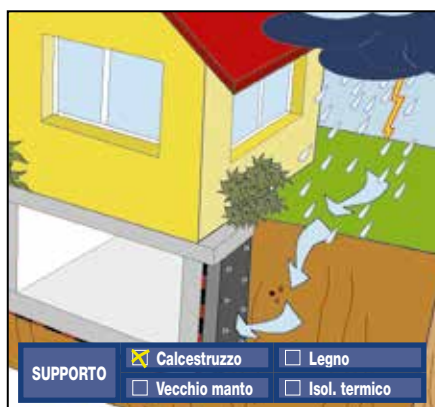 SUPPORTO
Calcestruzzo
Legno
Vecchio manto
Isol. termico